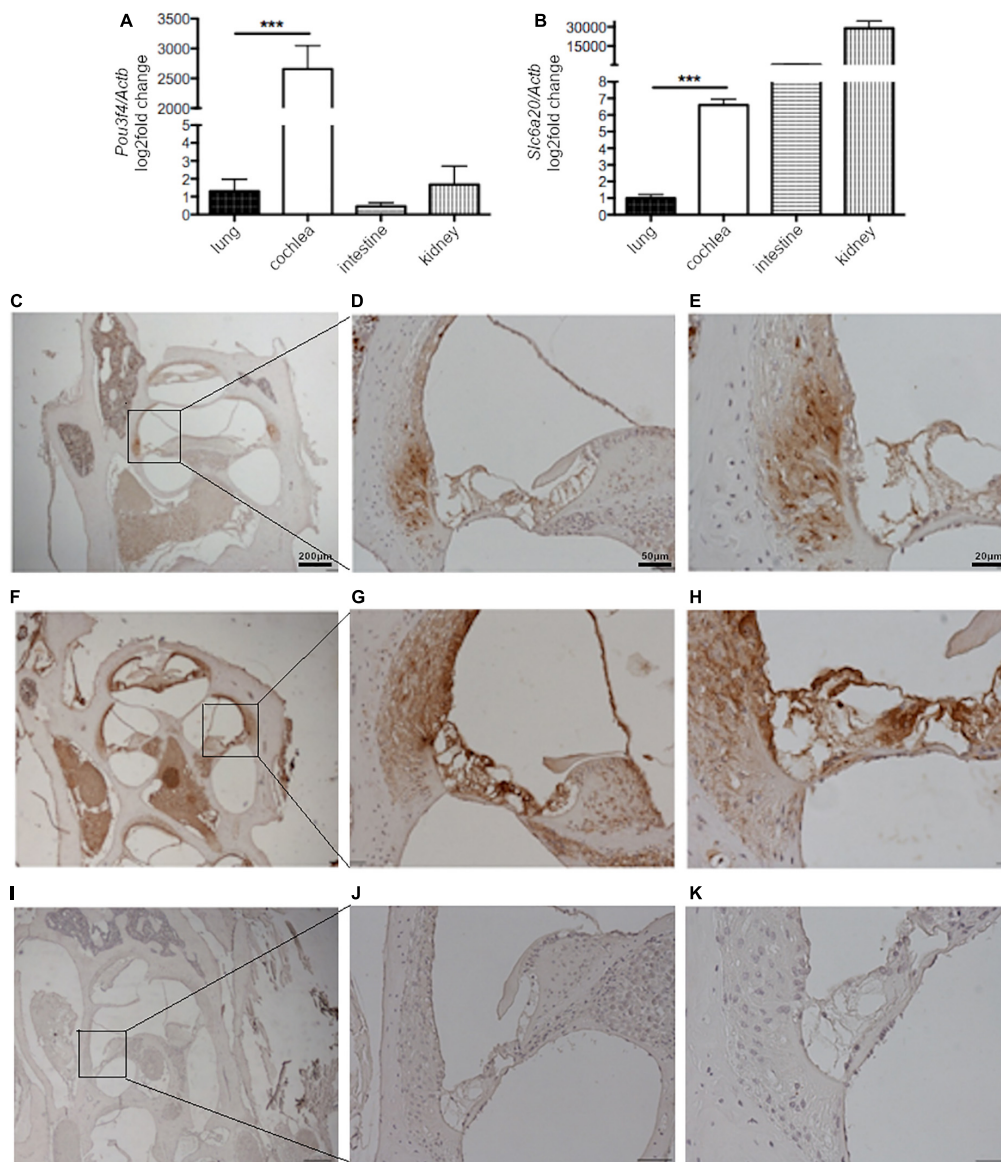 A
Pou3f4/Actb
log2fold change
3500
3000
2500
2000
5
4
3
2
1
0
***
lung
cochlea
intestine
kidney
B
Slc6a20/Actb
log2fold change
30000
15000
8
7
6
5
4
3
2
1
0
***
lung
cochlea
intestine
kidney
C
200µm
D
50µm
E
20µm
F
G
H
I
J
K